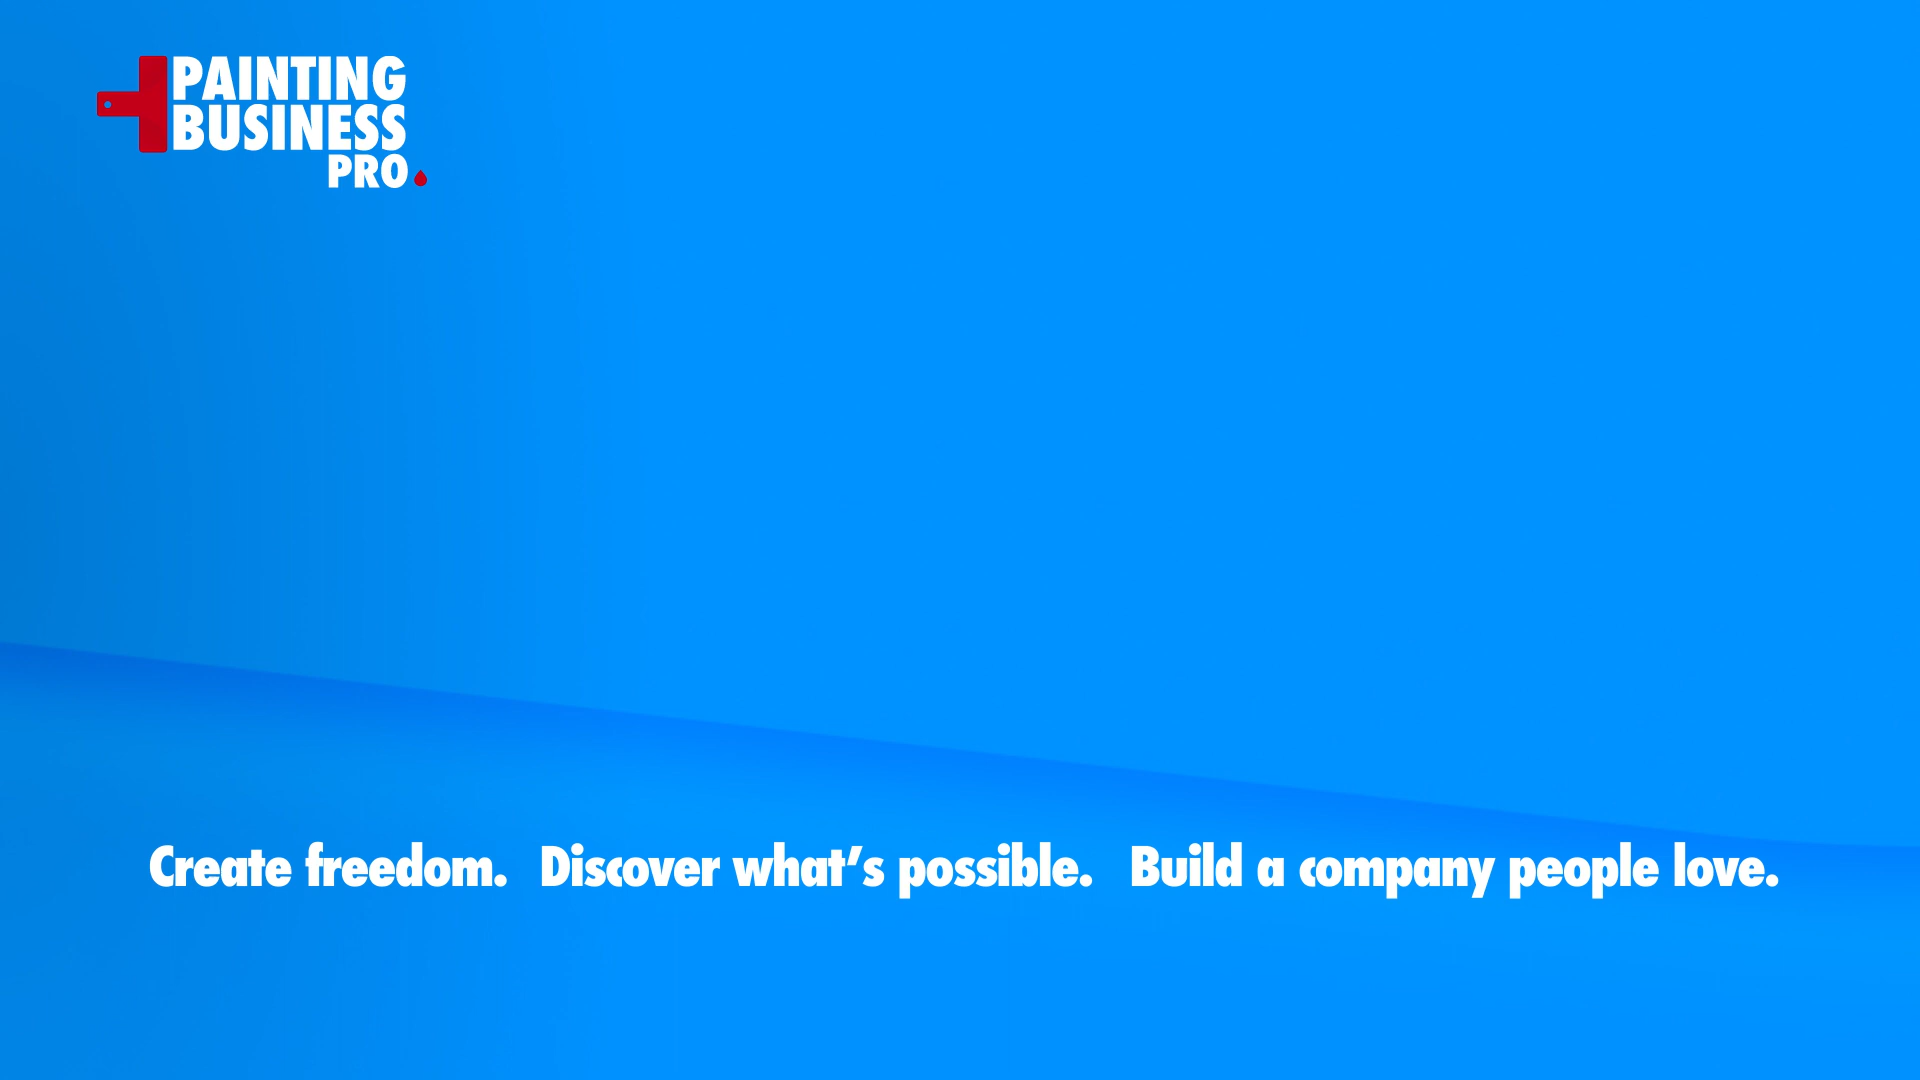 PAINTING
BUSINESS
PRO.
Create freedom. Discover what’s possible. Build a company people love.